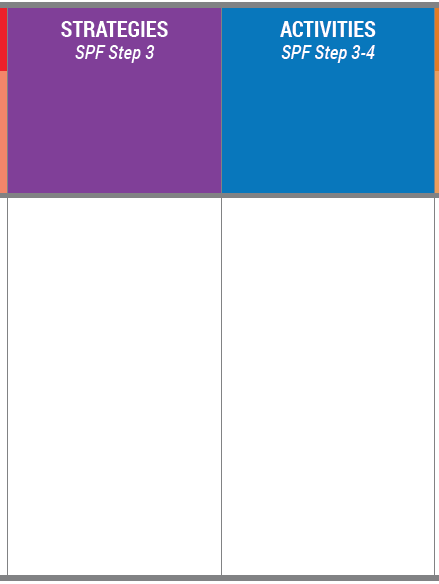 STRATEGIES
SPF Step 3
ACTIVITIES
SPF Step 3-4